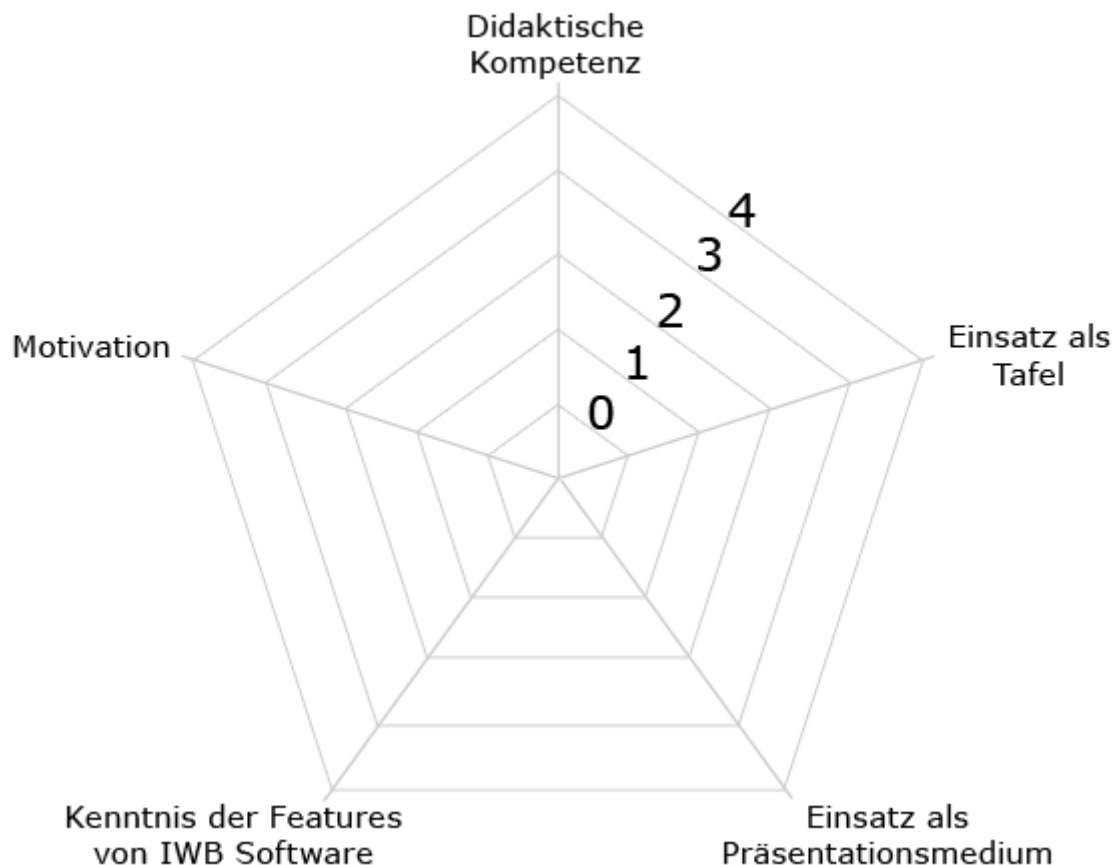 Didaktische
Kompetenz
4
3
2
1
0
Motivation
Einsatz als
Tafel
Kenntnis der Features
von IWB Software
Einsatz als
Präsentationsmedium